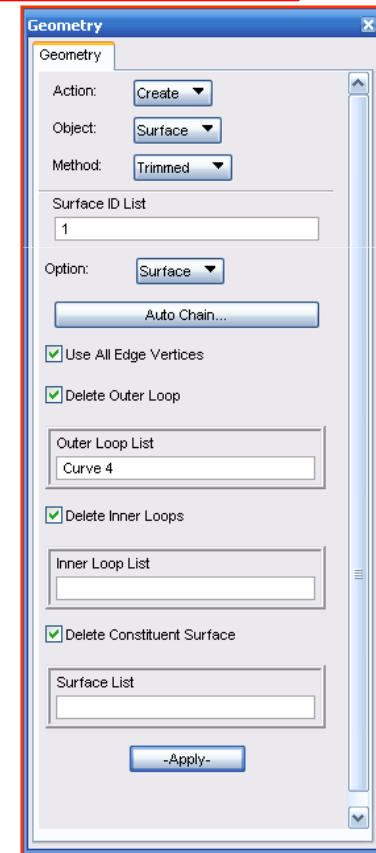 Geometry
Geometry
Action: Create
Object: Surface
Method: Trimmed
Surface ID List
1
Option: Surface
Auto Chain...
Use All Edge Vertices
Delete Outer Loop
Outer Loop List
Curve 4
Delete Inner Loops
Inner Loop List
Delete Constituent Surface
Surface List
-Apply-